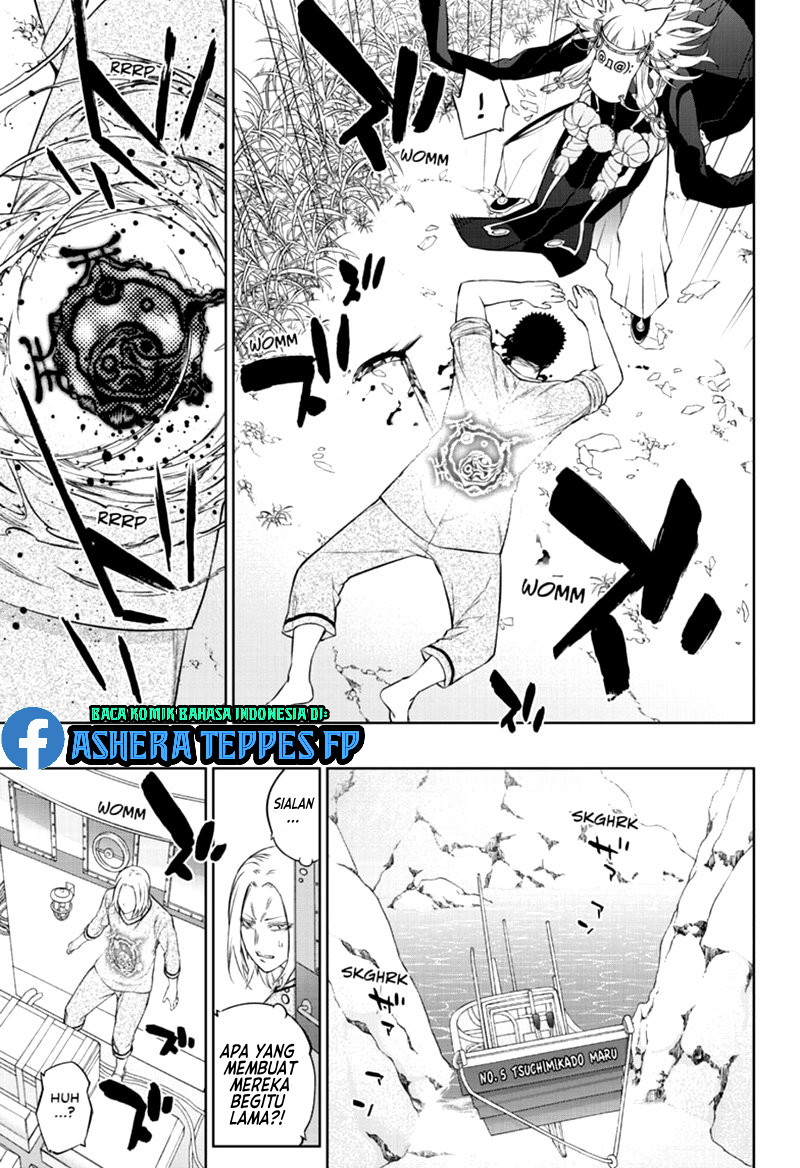 !
WOMM
WOMM
WOMM
RRRP
RRRP
BACA KOMIK BAHASA INDONESIA DI:
ASHERA TEPPES FP
SKGHRK
SKGHRK
NO. 5 TSUCHIMIKADO MARU
SIALAN
...
APA YANG
MEMBUAT
MEREKA
BEGITU
LAMA?!
WOMM
HUH
...?